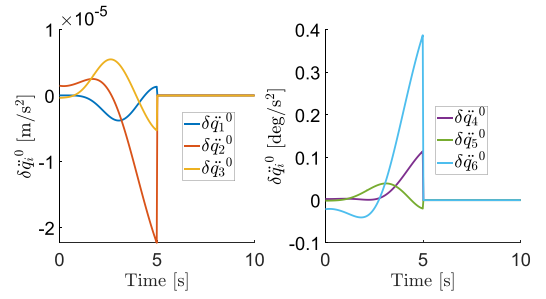 ×10⁻⁵
1
0
-1
-2
0
5
10
Time [s]
δq̈ᵢ⁰ [m/s²]
δq̈₁⁰
δq̈₂⁰
δq̈₃⁰
0.4
0.3
0.2
0.1
0
-0.1
0
5
10
Time [s]
δq̈ᵢ⁰ [deg/s²]
δq̈₄⁰
δq̈₅⁰
δq̈₆⁰